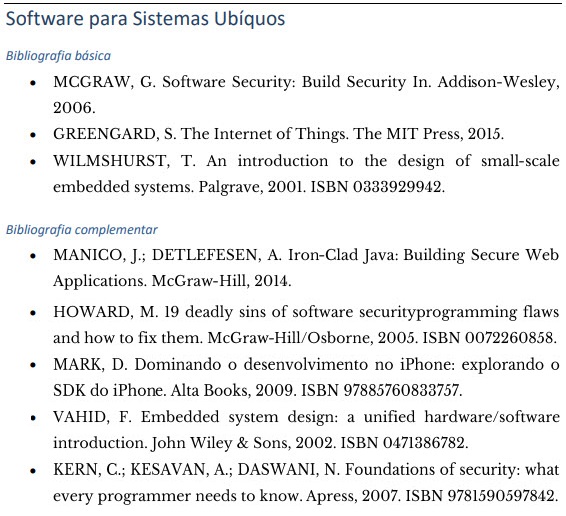 Software para Sistemas Ubíquos
Bibliografia básica
• MCGRAW, G. Software Security: Build Security In. Addison-Wesley,
2006.
• GREENGARD, S. The Internet of Things. The MIT Press, 2015.
• WILMSHURST, T. An introduction to the design of small-scale
embedded systems. Palgrave, 2001. ISBN 0333929942.
Bibliografia complementar
• MANICO, J.; DETLEFESEN, A. Iron-Clad Java: Building Secure Web
Applications. McGraw-Hill, 2014.
• HOWARD, M. 19 deadly sins of software securityprogramming flaws
and how to fix them. McGraw-Hill/Osborne, 2005. ISBN 0072260858.
• MARK, D. Dominando o desenvolvimento no iPhone: explorando o
SDK do iPhone. Alta Books, 2009. ISBN 97885760833757.
• VAHID, F. Embedded system design: a unified hardware/software
introduction. John Wiley & Sons, 2002. ISBN 0471386782.
• KERN, C.; KESAVAN, A.; DASWANI, N. Foundations of security: what
every programmer needs to know. Apress, 2007. ISBN 9781590597842.